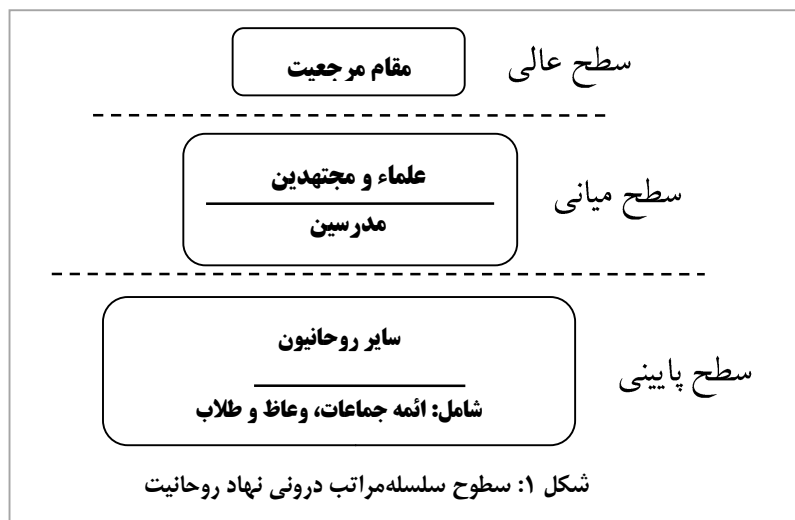 سطح عالی
مقام مرجعیت
سطح میانی
علماء و مجتهدین
مدرسین
سطح پایینی
سایر روحانیون
شامل: ائمه جماعات، وعاظ و طلاب
شکل ۱: سطوح سلسله‌مراتب درونی نهاد روحانیت